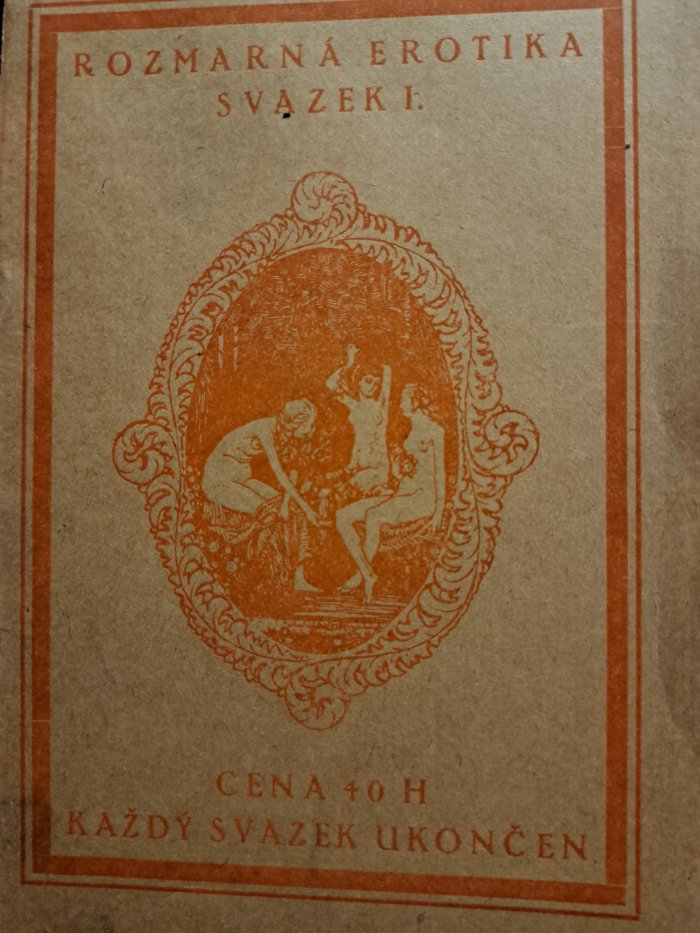 ROZMARNÁ EROTIKA
SVAZEK I.
CENA 40 H
KAŽDÝ SVAZEK UKONČEN